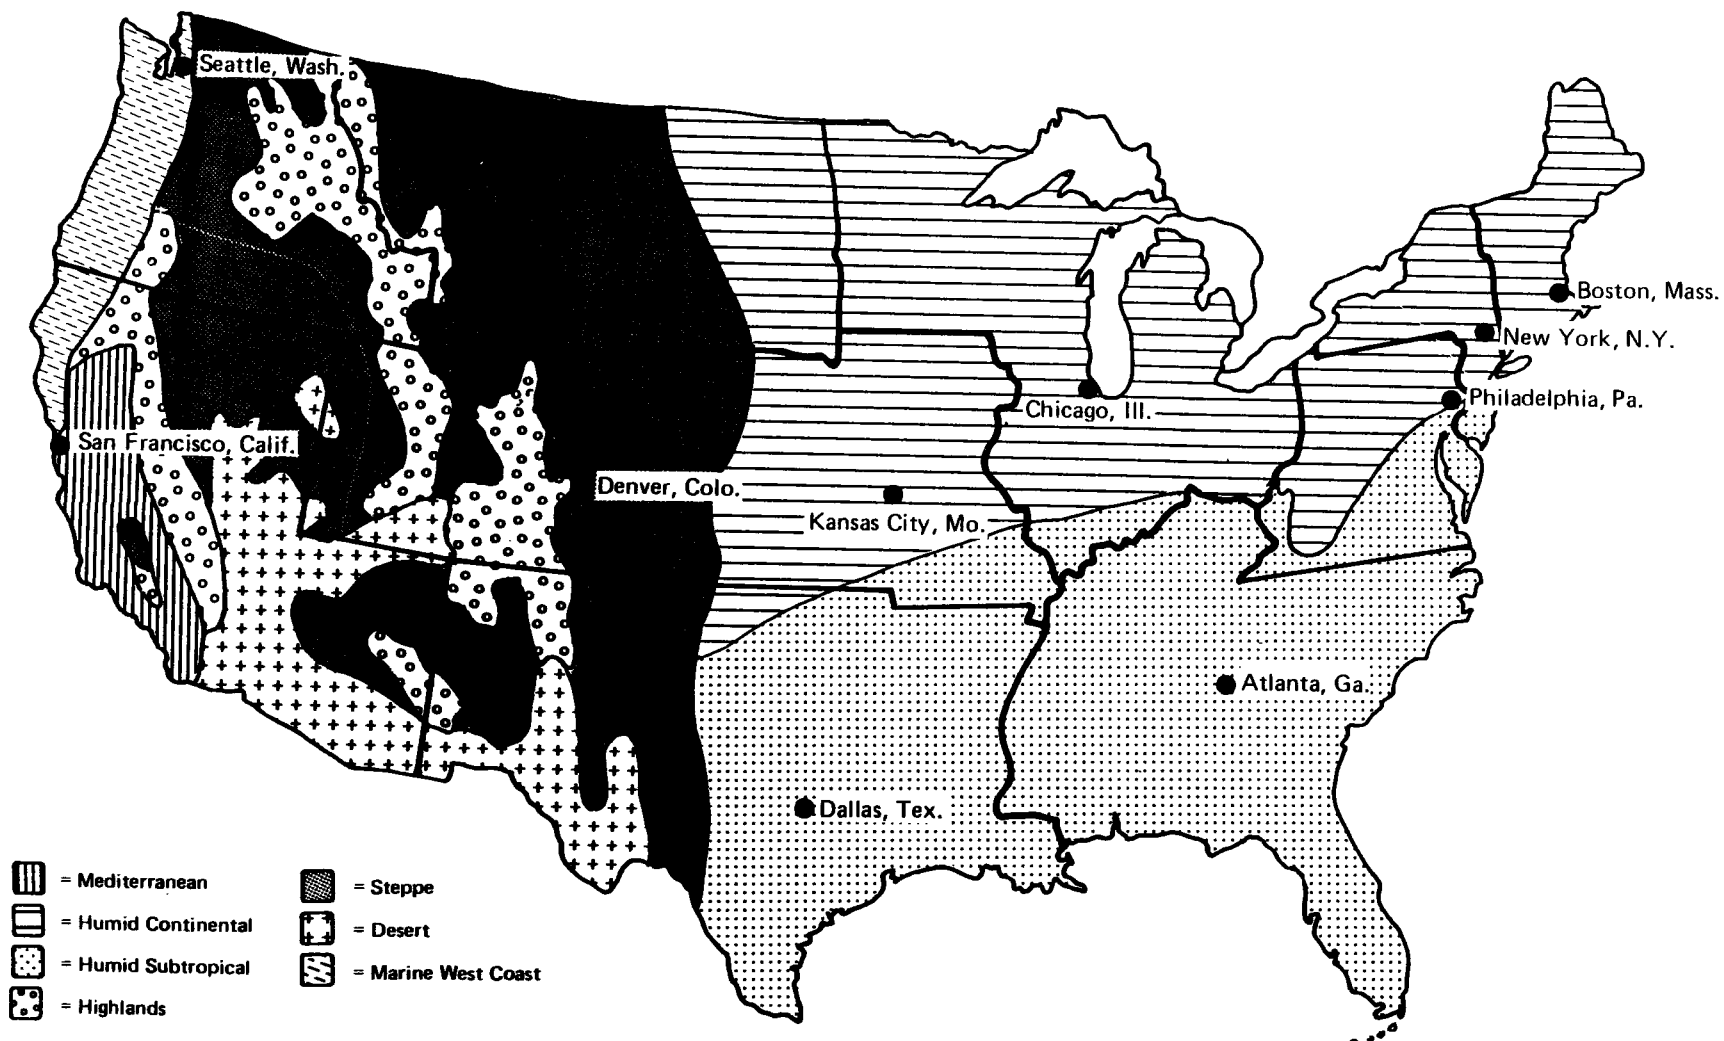 Seattle, Wash.
Boston, Mass.
New York, N.Y.
Philadelphia, Pa.
Chicago, Ill.
San Francisco, Calif.
Denver, Colo.
Kansas City, Mo.
Atlanta, Ga.
Dallas, Tex.
= Mediterranean
= Humid Continental
= Humid Subtropical
= Highlands
= Steppe
= Desert
= Marine West Coast